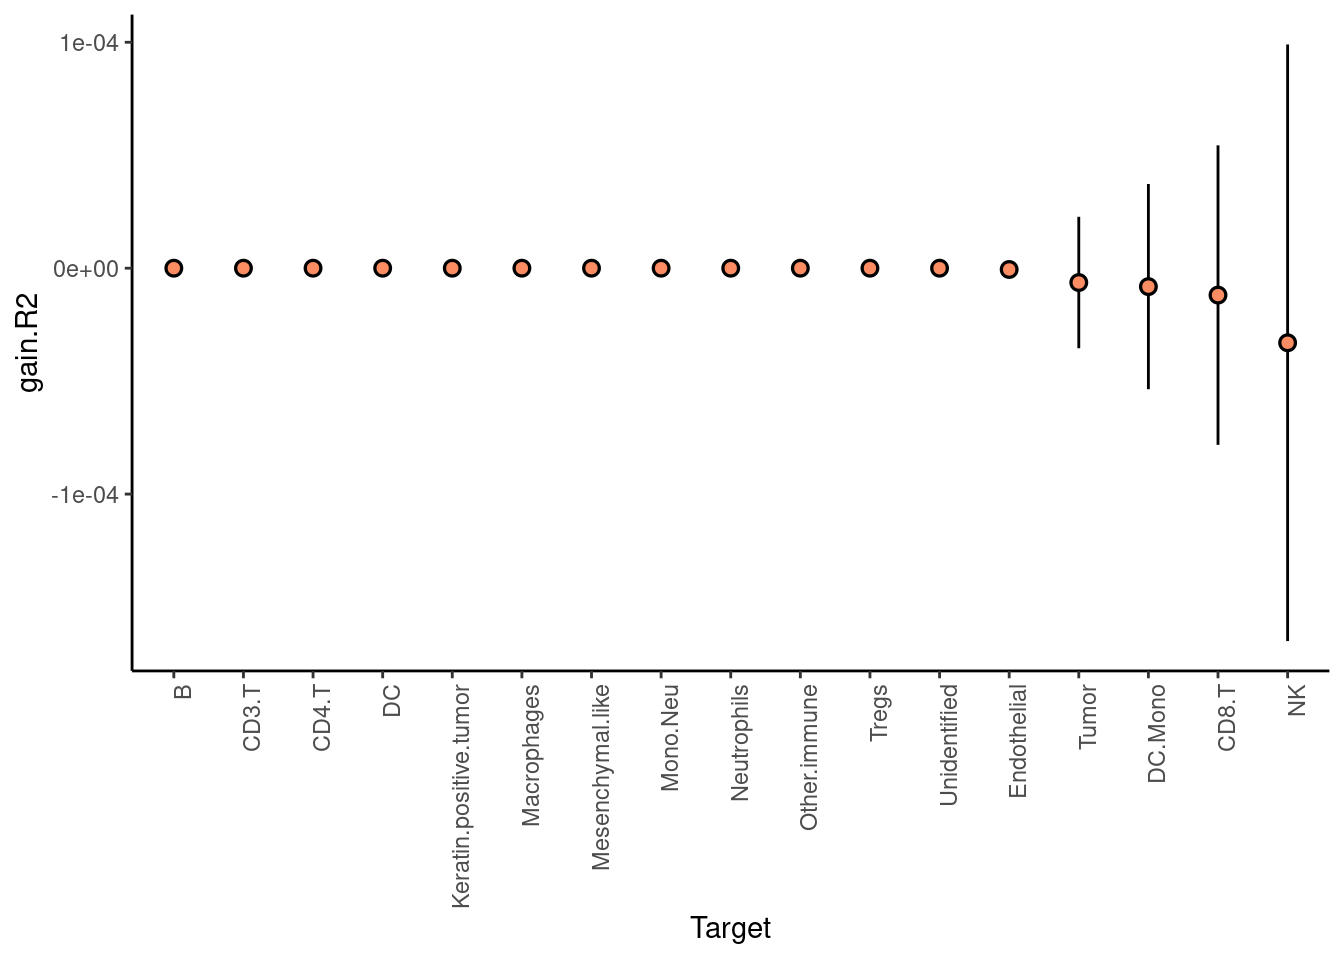 1e-04
0e+00
-1e-04
gain.R2
B
CD3.T
CD4.T
DC
Keratin.positive.tumor
Macrophages
Mesenchymal.like
Mono.Neu
Neutrophils
Other.immune
Tregs
Unidentified
Endothelial
Tumor
DC.Mono
CD8.T
NK
Target